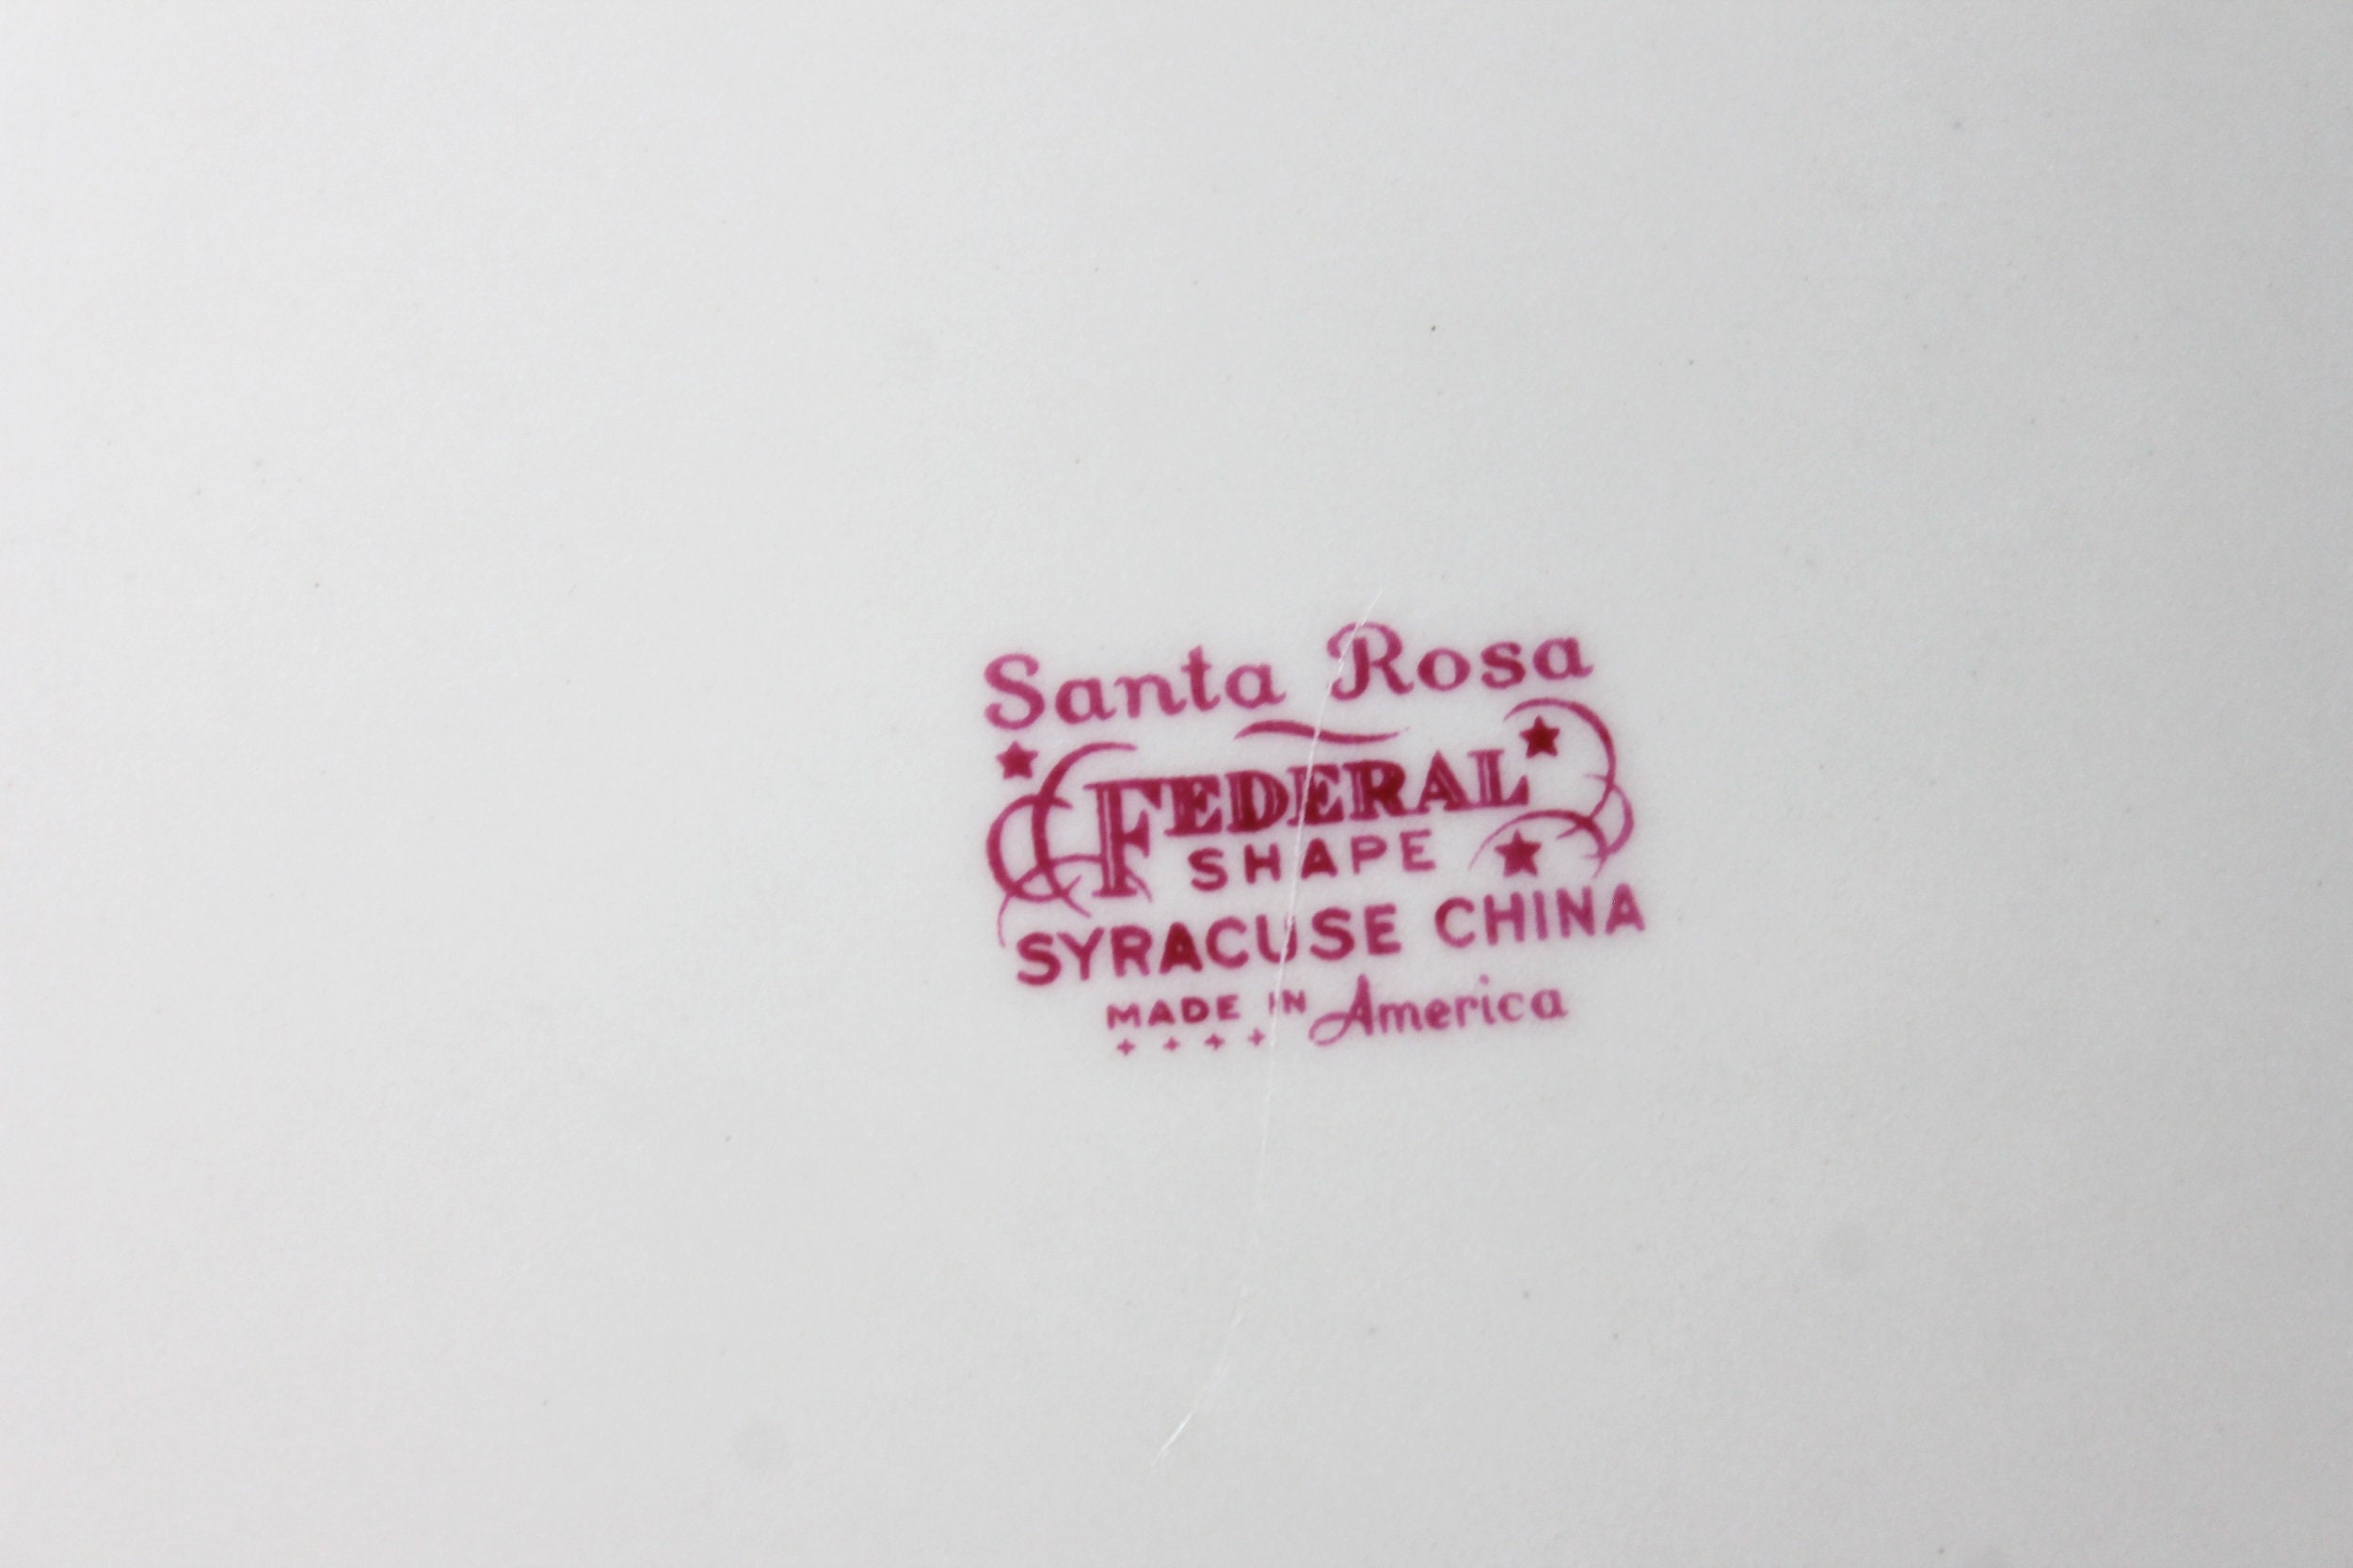 Santa Rosa
FEDERAL
SHAPE
SYRACUSE CHINA
MADE IN America